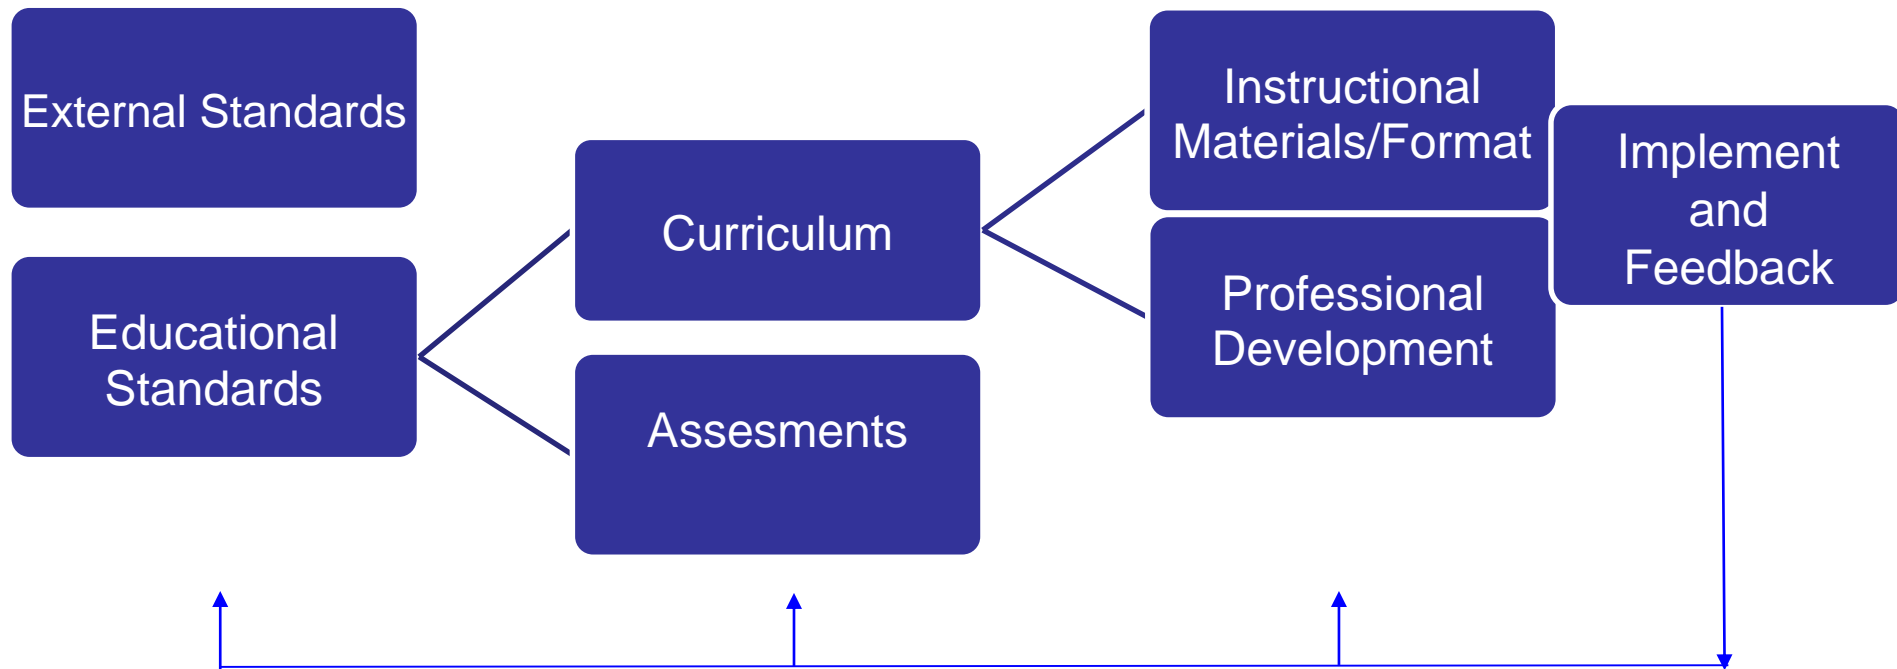 External Standards
Educational
Standards
Curriculum
Assesments
Instructional
Materials/Format
Professional
Development
Implement
and
Feedback